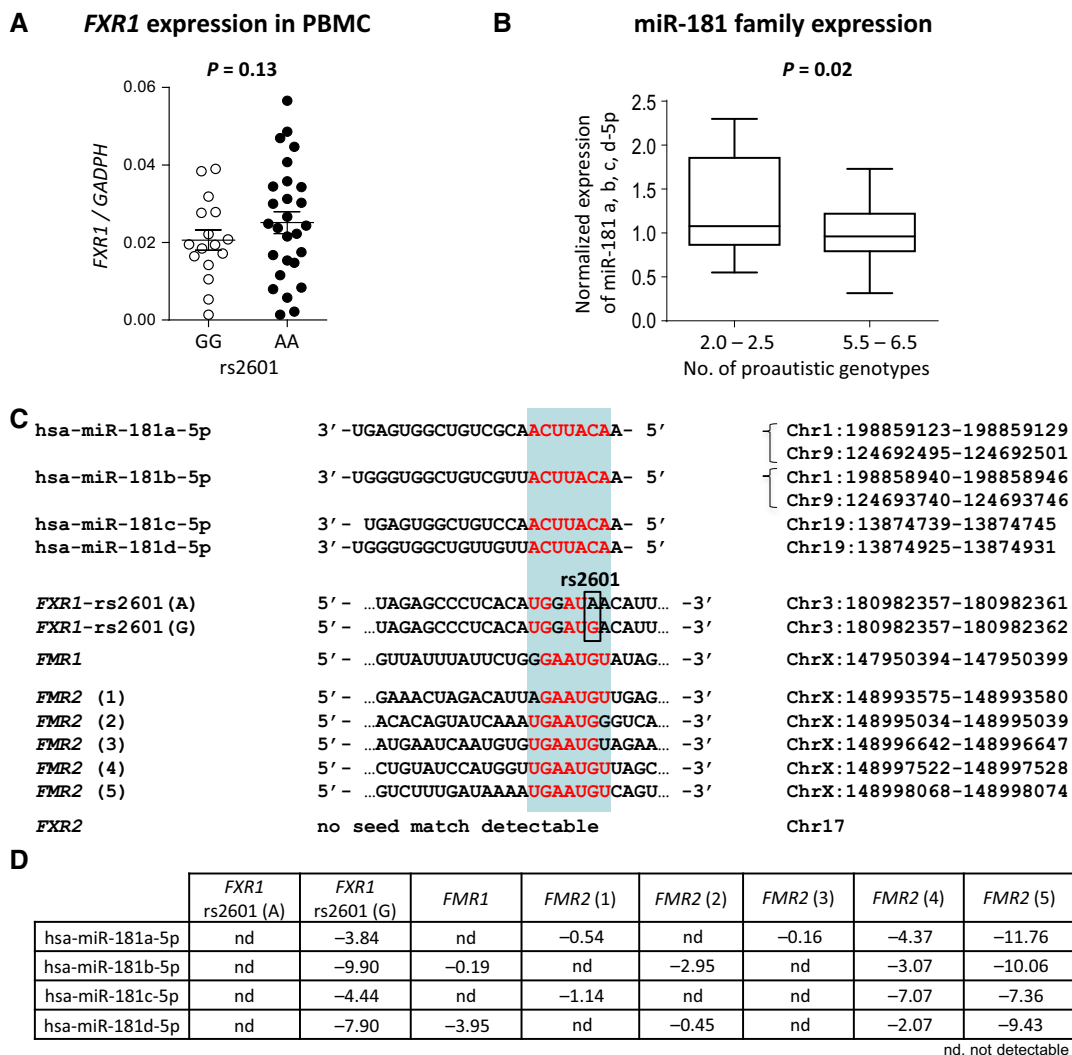 A FXR1 expression in PBMC
P = 0.13
0.06
0.04
0.02
0.00
FXR1 / GADPH
GG AA
rs2601
B miR-181 family expression
P = 0.02
2.5
2.0
1.5
1.0
0.5
0.0
Normalized expression
of miR-181 a, b, c, d-5p
2.0 – 2.5 5.5 – 6.5
No. of proautistic genotypes
C
hsa-miR-181a-5p 3′-UGAGUGGCUGUCGCAACUUACAA- 5′ Chr1:198859123-198859129
Chr9:124692495-124692501
hsa-miR-181b-5p 3′-UGGGUGGCUGUCGUUACUUACAA- 5′ Chr1:198858940-198858946
Chr9:124693740-124693746
hsa-miR-181c-5p 3′- UGAGUGGCUGUCCAACUUACAA- 5′ Chr19:13874739-13874745
hsa-miR-181d-5p 3′-UGGGUGGCUGUUGUUACUUACAA- 5′ Chr19:13874925-13874931
rs2601
FXR1-rs2601(A) 5′- …UAGAGCCCUCACAUGGAUAACAUU… -3′ Chr3:180982357-180982361
FXR1-rs2601(G) 5′- …UAGAGCCCUCACAUGGAUGACAUU… -3′ Chr3:180982357-180982362
FMR1 5′- …GUUAUUUAUUCUGGGAAUGUAUAG… -3′ ChrX:147950394-147950399
FMR2 (1) 5′- …GAAACUAGACAUUAGAAUGUUGAG… -3′ ChrX:148993575-148993580
FMR2 (2) 5′- …ACACAGUAUCAAAUGAAUGGGUCA… -3′ ChrX:148995034-148995039
FMR2 (3) 5′- …AUGAAUCAAUGUGUGAAUGUAGAA… -3′ ChrX:148996642-148996647
FMR2 (4) 5′- …CUGUAUCCAUGGUUGAAUGUUAGC… -3′ ChrX:148997522-148997528
FMR2 (5) 5′- …GUCUUUGAUAAAAUGAAUGUCAGU… -3′ ChrX:148998068-148998074
FXR2 no seed match detectable Chr17
D
FXR1 rs2601 (A) FXR1 rs2601 (G) FMR1 FMR2 (1) FMR2 (2) FMR2 (3) FMR2 (4) FMR2 (5)
hsa-miR-181a-5p nd –3.84 nd –0.54 nd –0.16 –4.37 –11.76
hsa-miR-181b-5p nd –9.90 –0.19 nd –2.95 nd –3.07 –10.06
hsa-miR-181c-5p nd –4.44 nd –1.14 nd nd –7.07 –7.36
hsa-miR-181d-5p nd –7.90 –3.95 nd –0.45 nd –2.07 –9.43
nd, not detectable